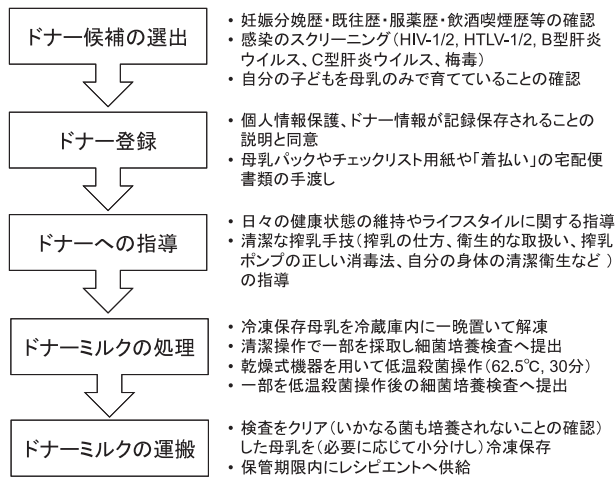 ドナー候補の選出
・妊娠分娩歴・既往歴・服薬歴・飲酒喫煙歴等の確認
・感染のスクリーニング(HIV-1/2, HTLV-1/2, B型肝炎
ウイルス、C型肝炎ウイルス、梅毒)
・自分の子どもを母乳のみで育てていることの確認
ドナー登録
・個人情報保護、ドナー情報が記録保存されることの
説明と同意
・母乳パックやチェックリスト用紙や「着払い」の宅配便
書類の手渡し
ドナーへの指導
・日々の健康状態の維持やライフスタイルに関する指導
・清潔な搾乳手技(搾乳の仕方、衛生的な取扱い、搾乳
ポンプの正しい消毒法、自分の身体の清潔衛生など )
の指導
ドナーミルクの処理
・冷凍保存母乳を冷蔵庫内に一晩置いて解凍
・清潔操作で一部を採取し細菌培養検査へ提出
・乾燥式機器を用いて低温殺菌操作(62.5℃, 30分)
・一部を低温殺菌操作後の細菌培養検査へ提出
ドナーミルクの運搬
・検査をクリア(いかなる菌も培養されないことの確認)
した母乳を(必要に応じて小分けし)冷凍保存
・保管期限内にレシピエントへ供給